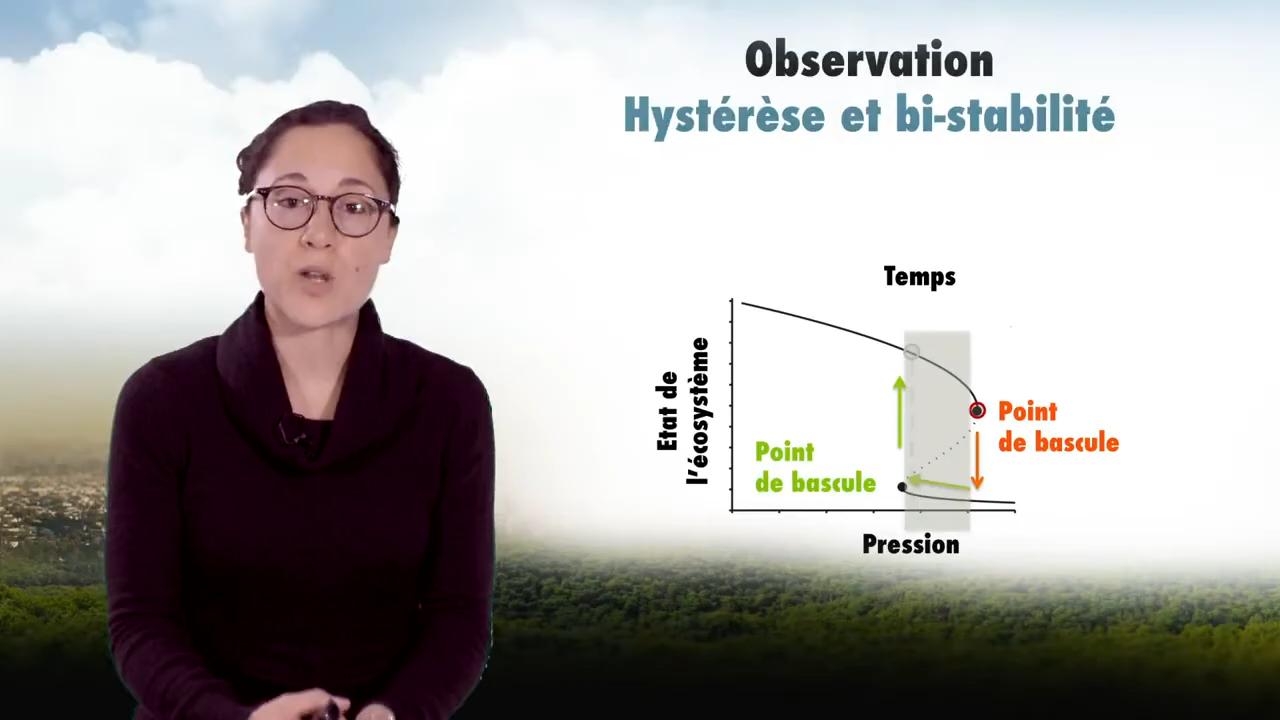 Observation
Hystérèse et bi-stabilité
Temps
Etat de
l'écosystème
Point
de bascule
Point
de bascule
Pression